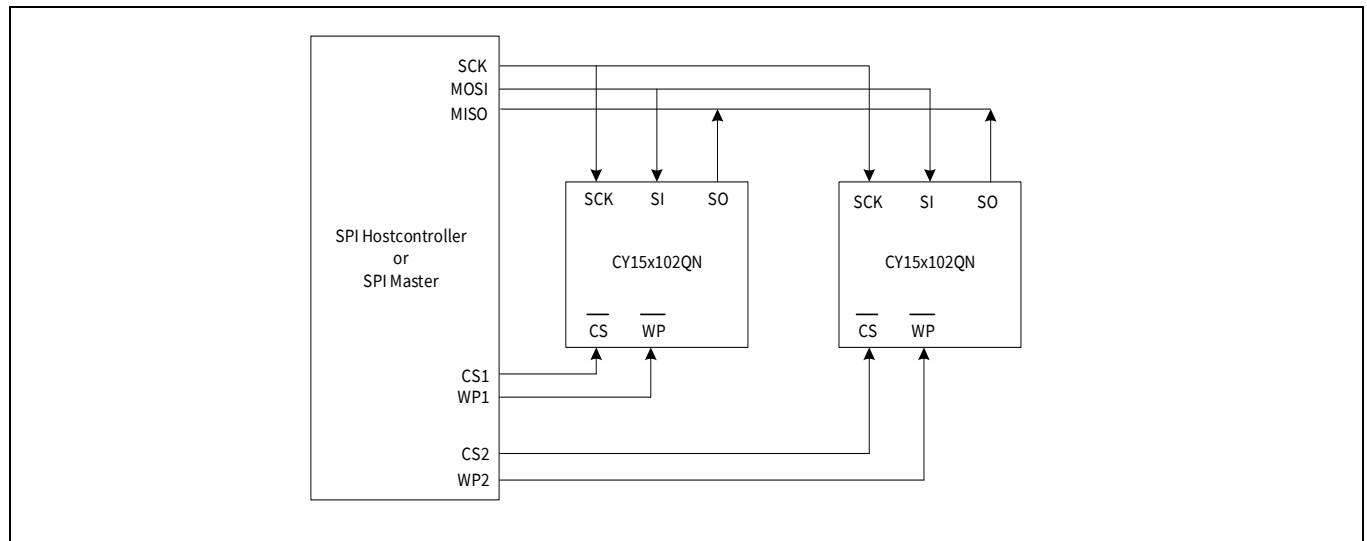 SCK
MOSI
MISO
SCK SI SO
SCK SI SO
SPI Hostcontroller
or
SPI Master
CY15x102QN
CY15x102QN
CS WP
CS WP
CS1
WP1
CS2
WP2